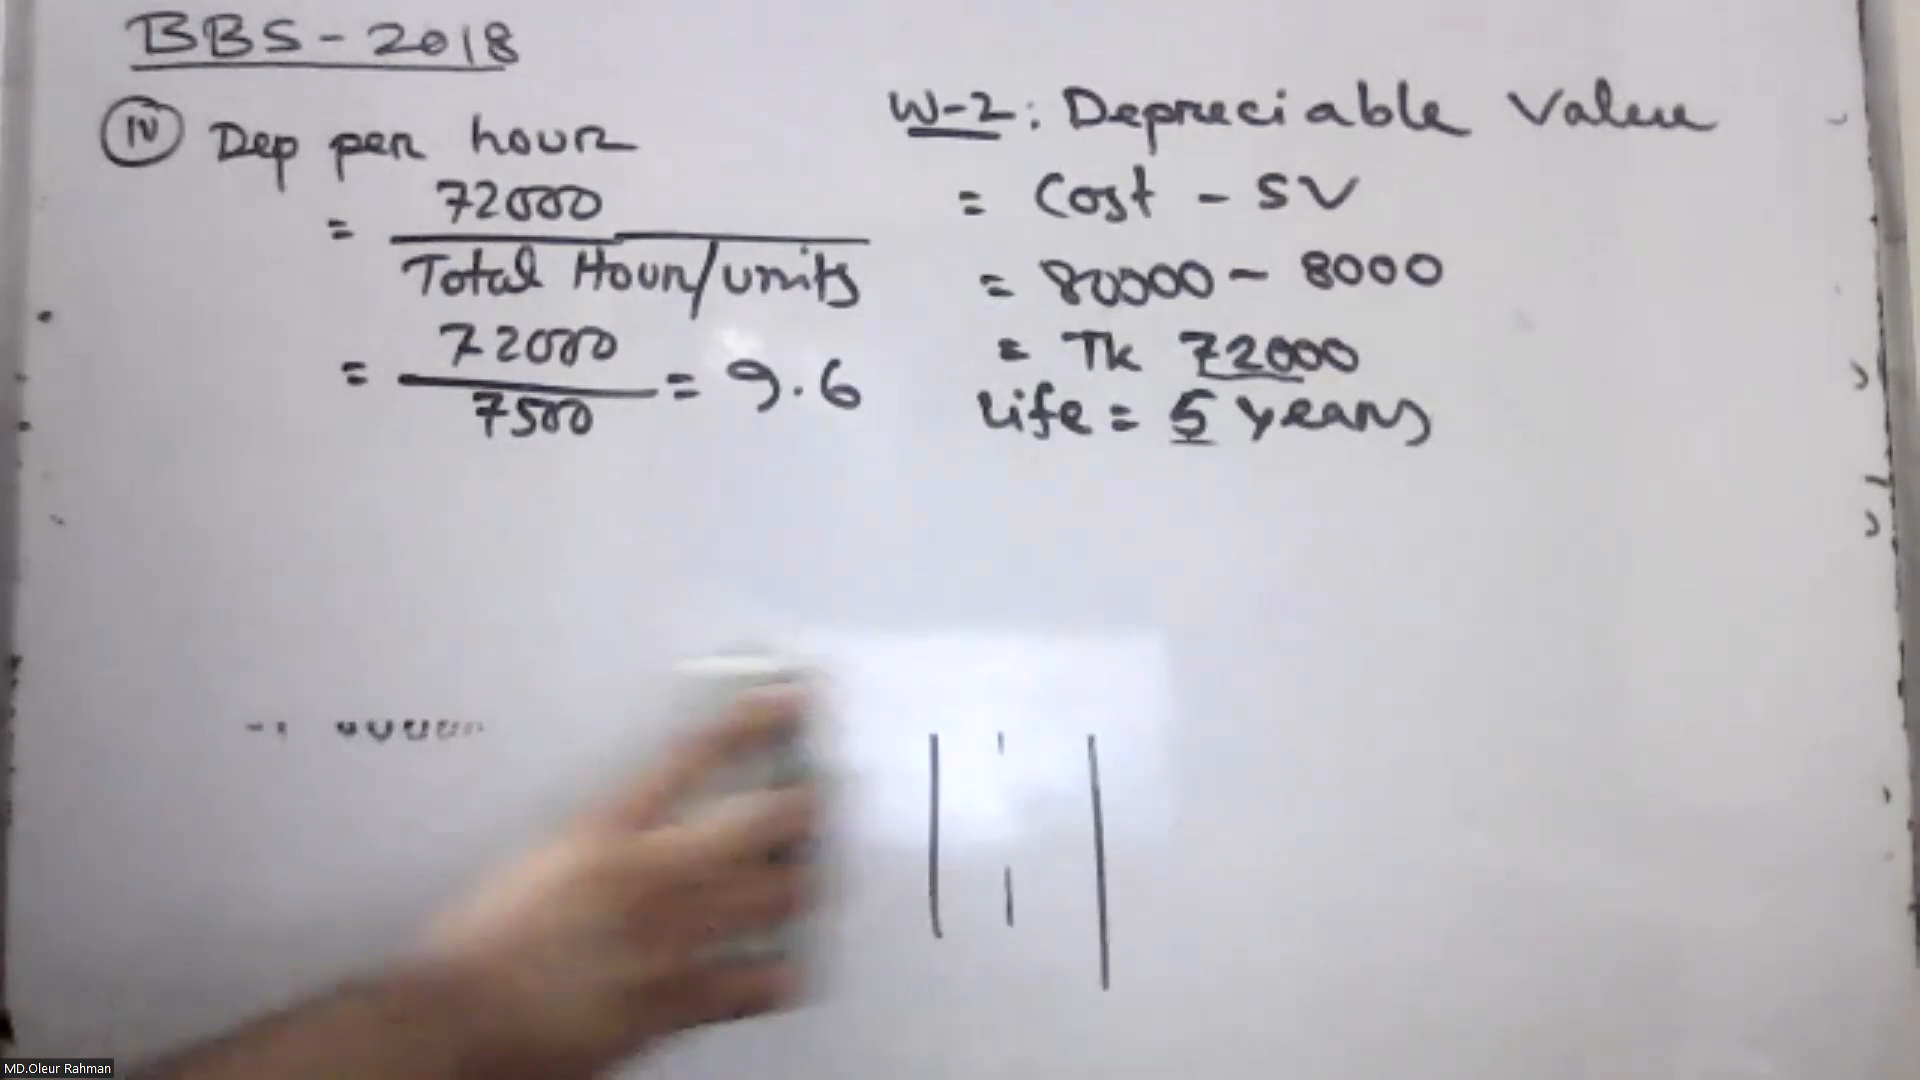 BBS-2018
iv Dep per hour
= 72000
Total Hour/units
= 72000 = 9.6
7500
W-2: Depreciable Value
= Cost - SV
= 80000 - 8000
= Tk 72000
Life = 5 years
MD.Oleur Rahman